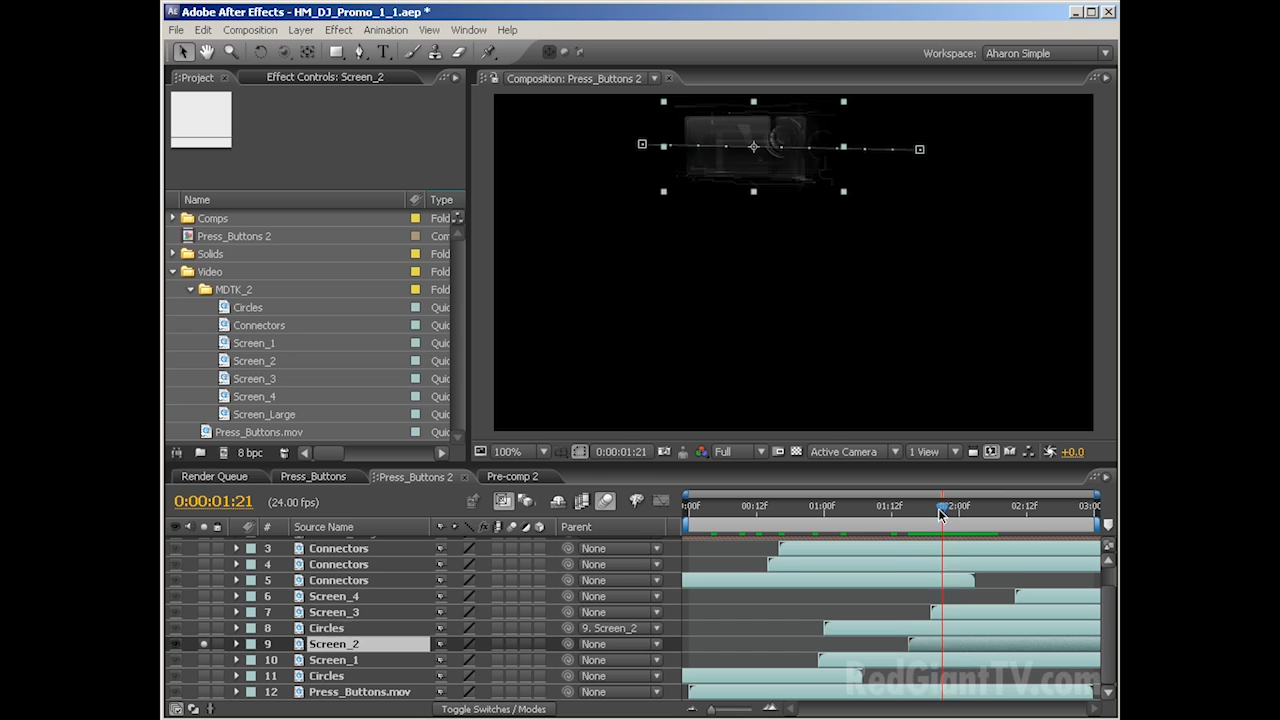 Adobe After Effects - HM_DJ_Promo_1_1.aep *
File Edit Composition Layer Effect Animation View Window Help
Workspace: Aharon Simple
Project Effect Controls: Screen_2
Composition: Press_Buttons 2
Name Type
Comps Fold
Press_Buttons 2 Com
Solids Fold
Video Fold
MDTK_2 Fold
Circles Quic
Connectors Quic
Screen_1 Quic
Screen_2 Quic
Screen_3 Quic
Screen_4 Quic
Screen_Large Quic
Press_Buttons.mov Quic
8 bpc
100% 0:00:01:21 Full Active Camera 1 View +0.0
Render Queue Press_Buttons Press_Buttons 2 Pre-comp 2
0:00:01:21 (24.00 fps)
:00f 00:12f 01:00f 01:12f 2:00f 02:12f 03:00
# Source Name Parent
3 Connectors None
4 Connectors None
5 Connectors None
6 Screen_4 None
7 Screen_3 None
8 Circles 9. Screen_2
9 Screen_2 None
10 Screen_1 None
11 Circles None
12 Press_Buttons.mov None
RedGiantTV.com
Toggle Switches / Modes